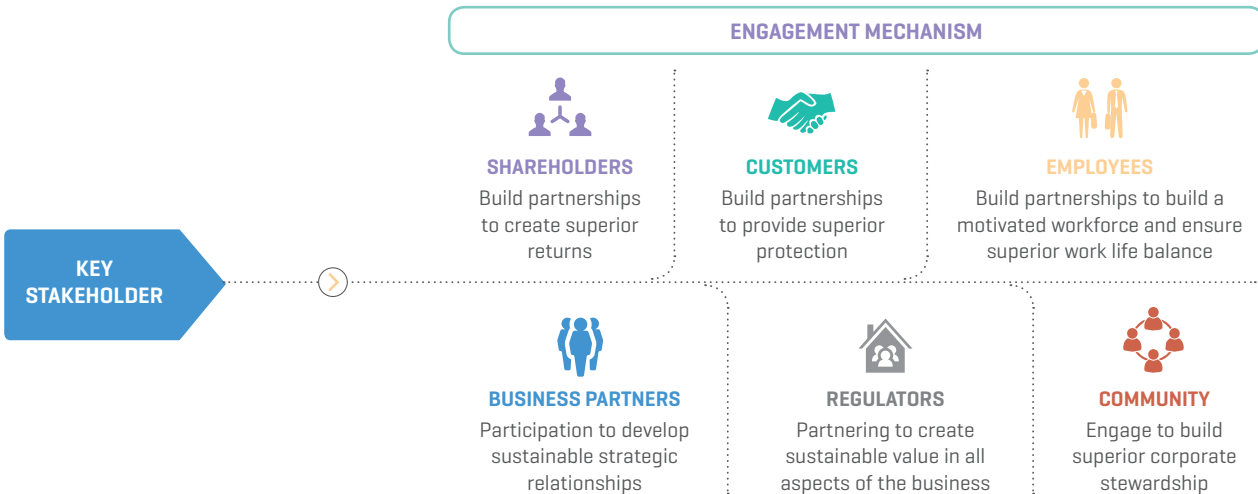 ENGAGEMENT MECHANISM
SHAREHOLDERS
Build partnerships
to create superior
returns
CUSTOMERS
Build partnerships
to provide superior
protection
EMPLOYEES
Build partnerships to build a
motivated workforce and ensure
superior work life balance
KEY
STAKEHOLDER
BUSINESS PARTNERS
Participation to develop
sustainable strategic
relationships
REGULATORS
Partnering to create
sustainable value in all
aspects of the business
COMMUNITY
Engage to build
superior corporate
stewardship